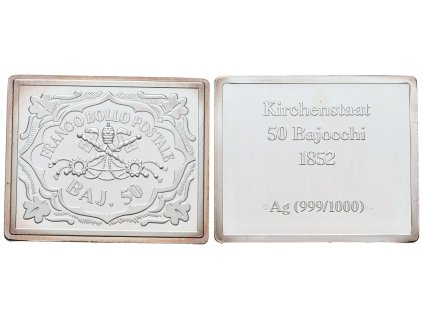 FRANCO BOLLO POSTALE
BAJ. 50
Kirchenstaat
50 Bajocchi
1852
Ag (999/1000)